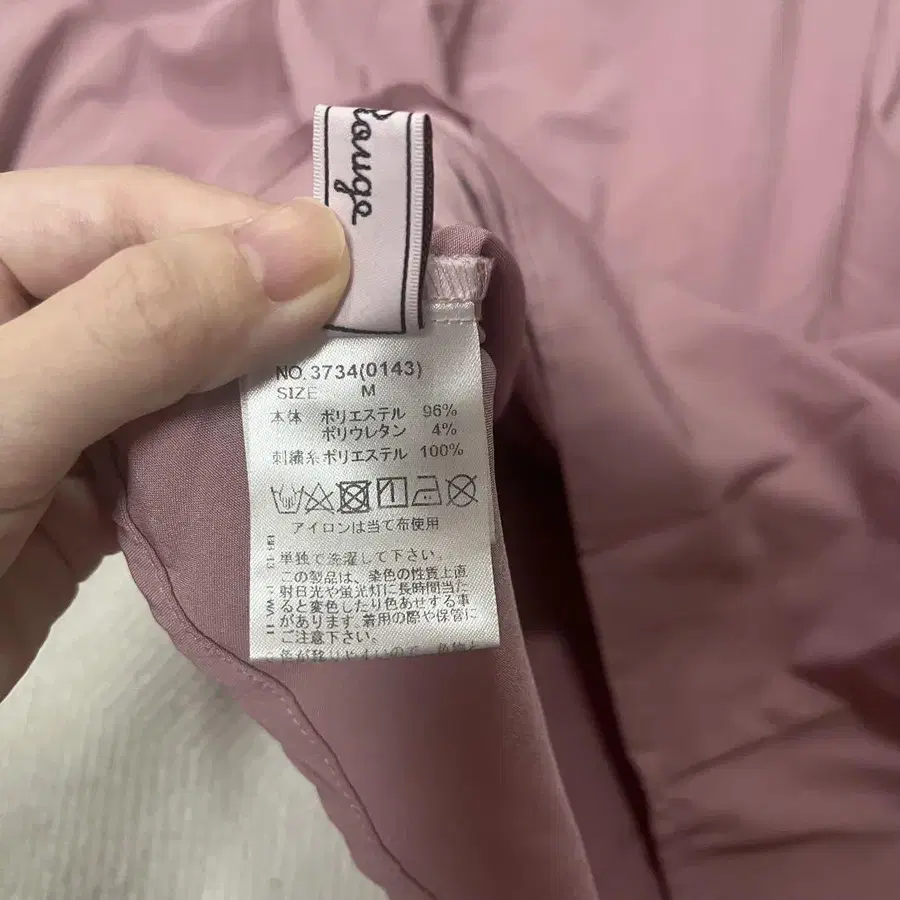 Rouge
NO. 3734(0143)
SIZE M
本体 ポリエステル 96%
ポリウレタン 4%
刺繍糸ポリエステル 100%
アイロンは当て布使用
単独で洗濯して下さい。
この製品は、染色の性質上直
射日光や蛍光灯に長時間当た
ると変色したり色あせする事
があります。着用の際や保管に
ご注意下さい。